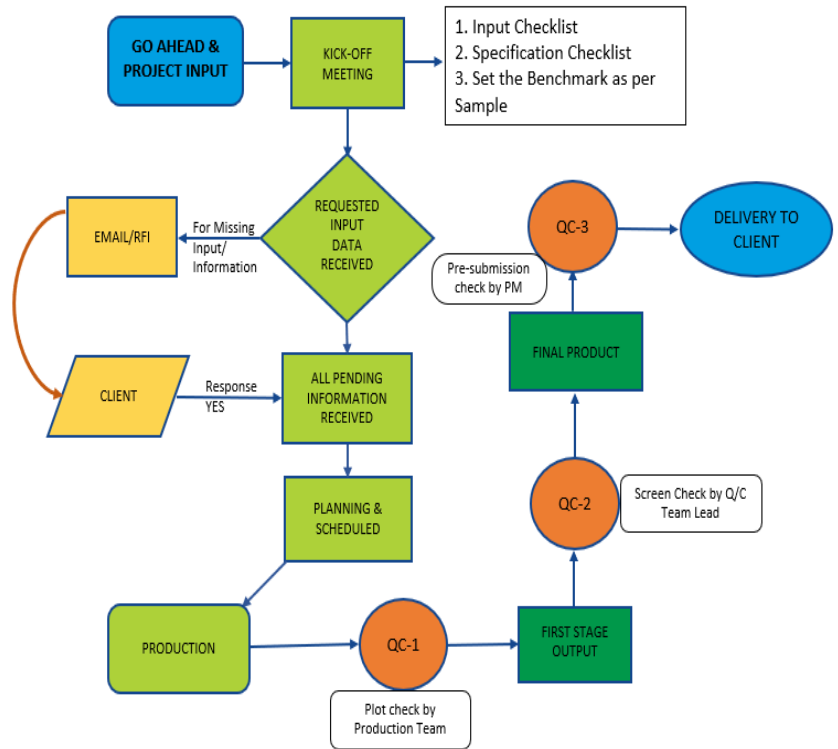 GO AHEAD &
PROJECT INPUT
KICK-OFF
MEETING
1. Input Checklist
2. Specification Checklist
3. Set the Benchmark as per
Sample
REQUESTED
INPUT
DATA
RECEIVED
For Missing
Input/
Information
EMAIL/RFI
CLIENT
Response
YES
ALL PENDING
INFORMATION
RECEIVED
PLANNING &
SCHEDULED
PRODUCTION
QC-1
Plot check by
Production Team
FIRST STAGE
OUTPUT
QC-2
Screen Check by Q/C
Team Lead
FINAL PRODUCT
QC-3
Pre-submission
check by PM
DELIVERY TO
CLIENT